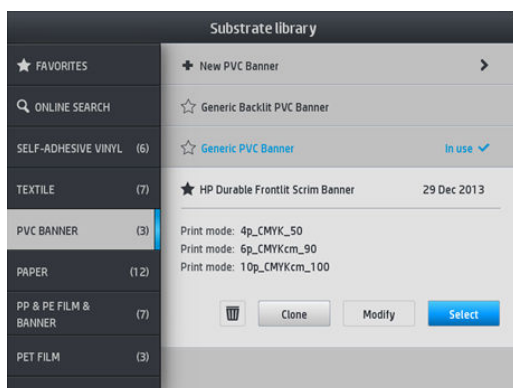 Substrate library
FAVORITES
ONLINE SEARCH
SELF-ADHESIVE VINYL (6)
TEXTILE (7)
PVC BANNER (3)
PAPER (12)
PP & PE FILM &
BANNER (7)
PET FILM (3)
New PVC Banner
Generic Backlit PVC Banner
Generic PVC Banner In use
HP Durable Frontlit Scrim Banner 29 Dec 2013
Print mode: 4p_CMYK_50
Print mode: 6p_CMYKcm_90
Print mode: 10p_CMYKcm_100
Clone Modify Select